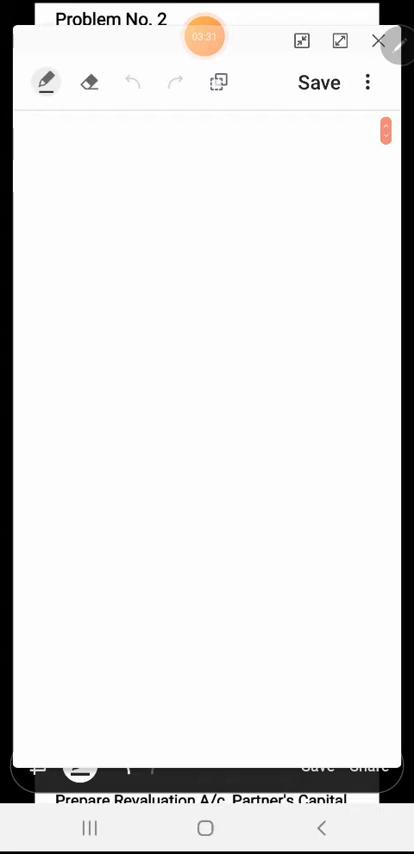 Problem No. 2
03:31
Save
Save Share
Prepare Revaluation A/c, Partner's Capital